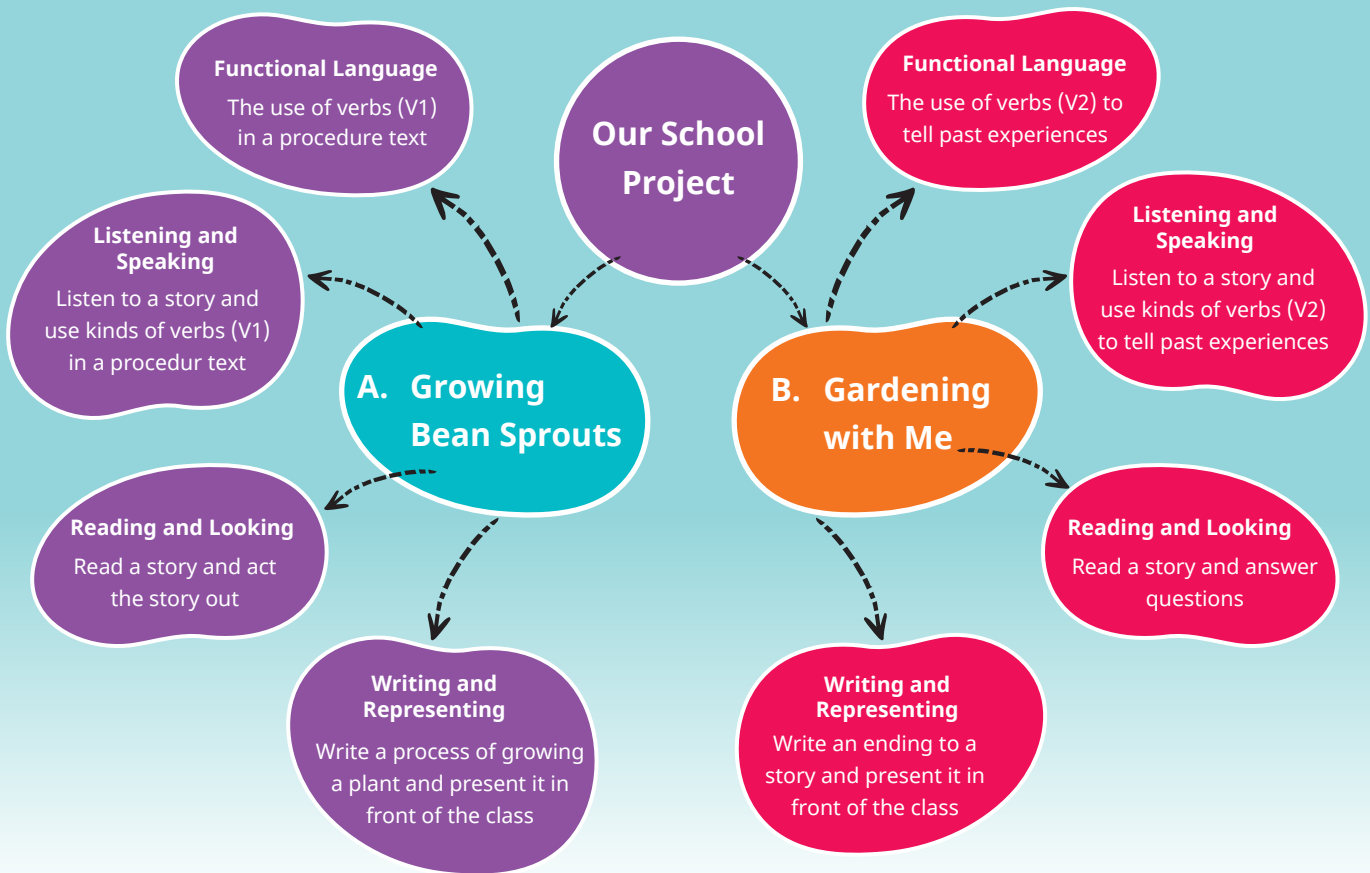 Our School
Project
A. Growing
Bean Sprouts
Functional Language
The use of verbs (V1)
in a procedure text
Listening and
Speaking
Listen to a story and
use kinds of verbs (V1)
in a procedur text
Reading and Looking
Read a story and act
the story out
Writing and
Representing
Write a process of growing
a plant and present it in
front of the class
B. Gardening
with Me
Functional Language
The use of verbs (V2) to
tell past experiences
Listening and
Speaking
Listen to a story and
use kinds of verbs (V2)
to tell past experiences
Reading and Looking
Read a story and answer
questions
Writing and
Representing
Write an ending to a
story and present it in
front of the class